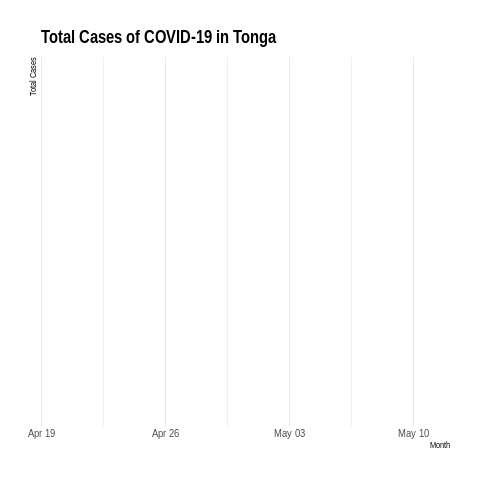 Total Cases of COVID-19 in Tonga
Total Cases
Apr 19 Apr 26 May 03 May 10
Month